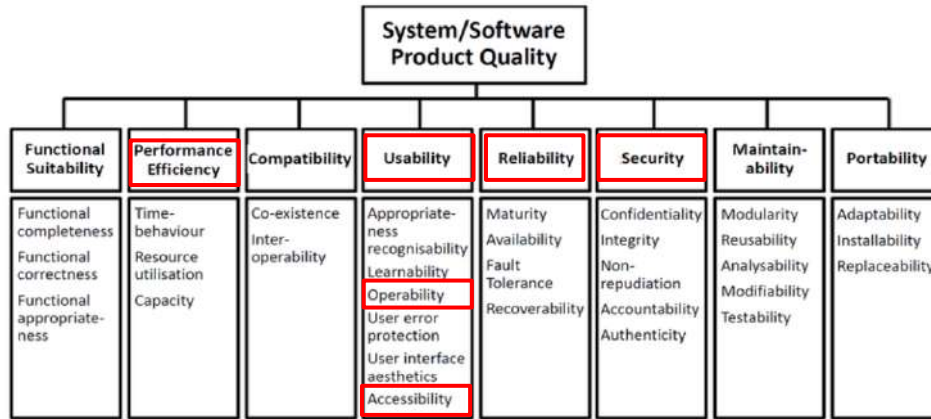 System/Software
Product Quality
Functional
Suitability
Performance
Efficiency
Compatibility
Usability
Reliability
Security
Maintain-
ability
Portability
Functional
completeness
Functional
correctness
Functional
appropriate-
ness
Time-
behaviour
Resource
utilisation
Capacity
Co-existence
Inter-
operability
Appropriate-
ness
recognisability
Learnability
Operability
User error
protection
User interface
aesthetics
Accessibility
Maturity
Availability
Fault
Tolerance
Recoverability
Confidentiality
Integrity
Non-
repudiation
Accountability
Authenticity
Modularity
Reusability
Analysability
Modifiability
Testability
Adaptability
Installability
Replaceability